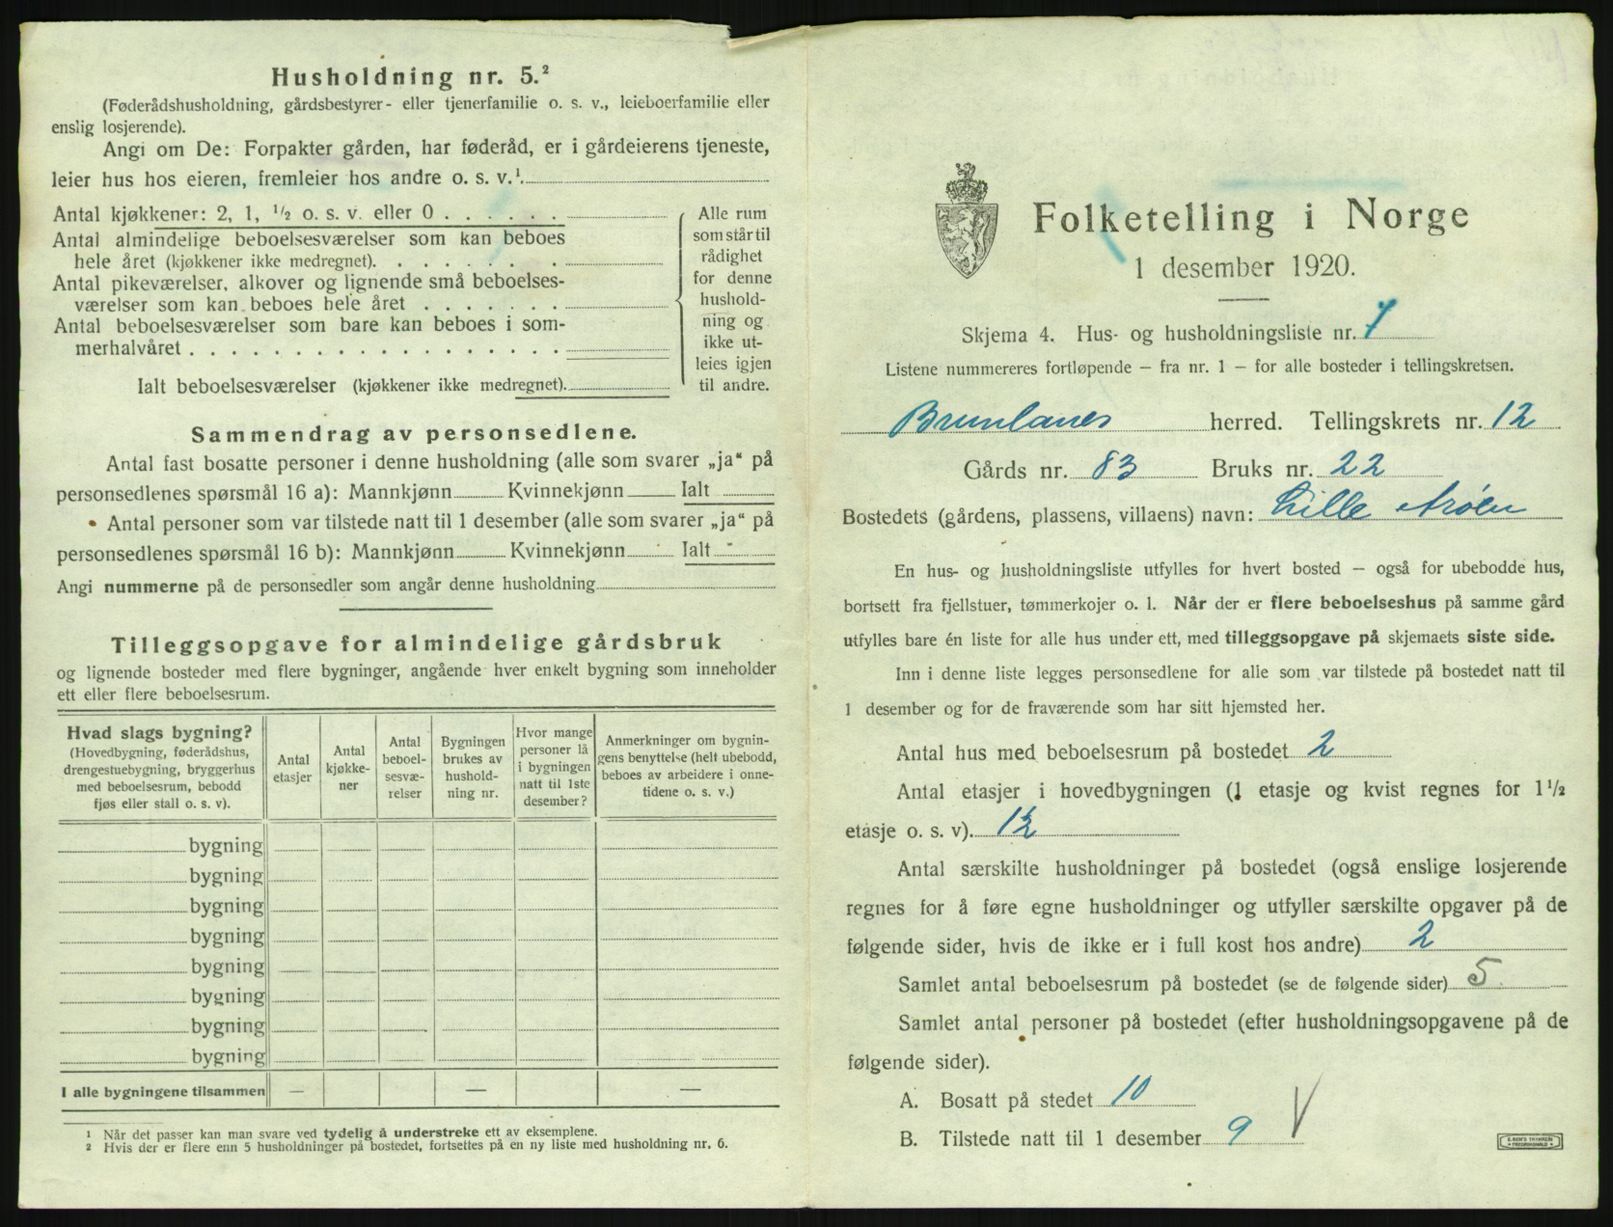 Husholdning nr. 5.²
(Føderådshusholdning, gårdsbestyrer- eller tjenerfamilie o. s. v., leieboerfamilie eller
enslig losjerende).
Angi om De: Forpakter gården, har føderåd, er i gårdeierens tjeneste,
leier hus hos eieren, fremleier hos andre o. s. v.¹.
Antal kjøkkener: 2, 1, ½ o. s. v. eller 0 . . . . . .
Antal almindelige beboelsesværelser som kan beboes
hele året (kjøkkener ikke medregnet). . . . . . . .
Antal pikeværelser, alkover og lignende små beboelses-
værelser som kan beboes hele året . . . . . . .
Antal beboelsesværelser som bare kan beboes i som-
merhalvåret . . . . . . . . . . . . . . . . . .
Alle rum
som står til
rådighet
for denne
hushold-
ning og
ikke ut-
leies igjen
til andre.
Ialt beboelsesværelser (kjøkkener ikke medregnet).
Sammendrag av personsedlene.
Antal fast bosatte personer i denne husholdning (alle som svarer „ja“ på
personsedlenes spørsmål 16 a): Mannkjønn Kvinnekjønn Ialt
Antal personer som var tilstede natt til 1 desember (alle som svarer „ja“ på
personsedlenes spørsmål 16 b): Mannkjønn Kvinnekjønn Ialt
Angi nummerne på de personsedler som angår denne husholdning
Tilleggsopgave for almindelige gårdsbruk
og lignende bosteder med flere bygninger, angående hver enkelt bygning som inneholder
ett eller flere beboelsesrum.
Hvad slags bygning?
(Hovedbygning, føderådshus,
drengestuebygning, bryggerhus
med beboelsesrum, bebodd
fjøs eller stall o. s. v).
Antal
etasjer
Antal
kjøkke-
ner
Antal
beboel-
sesvæ-
relser
Bygningen
brukes av
hushold-
ning nr.
Hvor mange
personer lå
i bygningen
natt til 1ste
desember?
Anmerkninger om bygnin-
gens benyttelse (helt ubebodd,
beboes av arbeidere i onne-
tidene o. s. v.)
bygning
bygning
bygning
bygning
bygning
bygning
bygning
bygning
I alle bygningene tilsammen — — —
¹ Når det passer kan man svare ved tydelig å understreke ett av eksemplene.
² Hvis der er flere enn 5 husholdninger på bostedet, fortsettes på en ny liste med husholdning nr. 6.
Folketelling i Norge
1 desember 1920.
Skjema 4. Hus- og husholdningsliste nr. 1
Listene nummereres fortløpende – fra nr. 1 – for alle bosteder i tellingskretsen.
Brunlanes herred. Tellingskrets nr. 12
Gårds nr. 83 Bruks nr. 22
Bostedets (gårdens, plassens, villaens) navn: Lille Arøen
En hus- og husholdningsliste utfylles for hvert bosted – også for ubebodde hus,
bortsett fra fjellstuer, tømmerkojer o. l. Når der er flere beboelseshus på samme gård
utfylles bare én liste for alle hus under ett, med tilleggsopgave på skjemaets siste side.
Inn i denne liste legges personsedlene for alle som var tilstede på bostedet natt til
1 desember og for de fraværende som har sitt hjemsted her.
Antal hus med beboelsesrum på bostedet 2
Antal etasjer i hovedbygningen (1 etasje og kvist regnes for 1½
etasje o. s. v). 1½
Antal særskilte husholdninger på bostedet (også enslige losjerende
regnes for å føre egne husholdninger og utfyller særskilte opgaver på de
følgende sider, hvis de ikke er i full kost hos andre) 2
Samlet antal beboelsesrum på bostedet (se de følgende sider) 5
Samlet antal personer på bostedet (efter husholdningsopgavene på de
følgende sider).
A. Bosatt på stedet 10
B. Tilstede natt til 1 desember 9